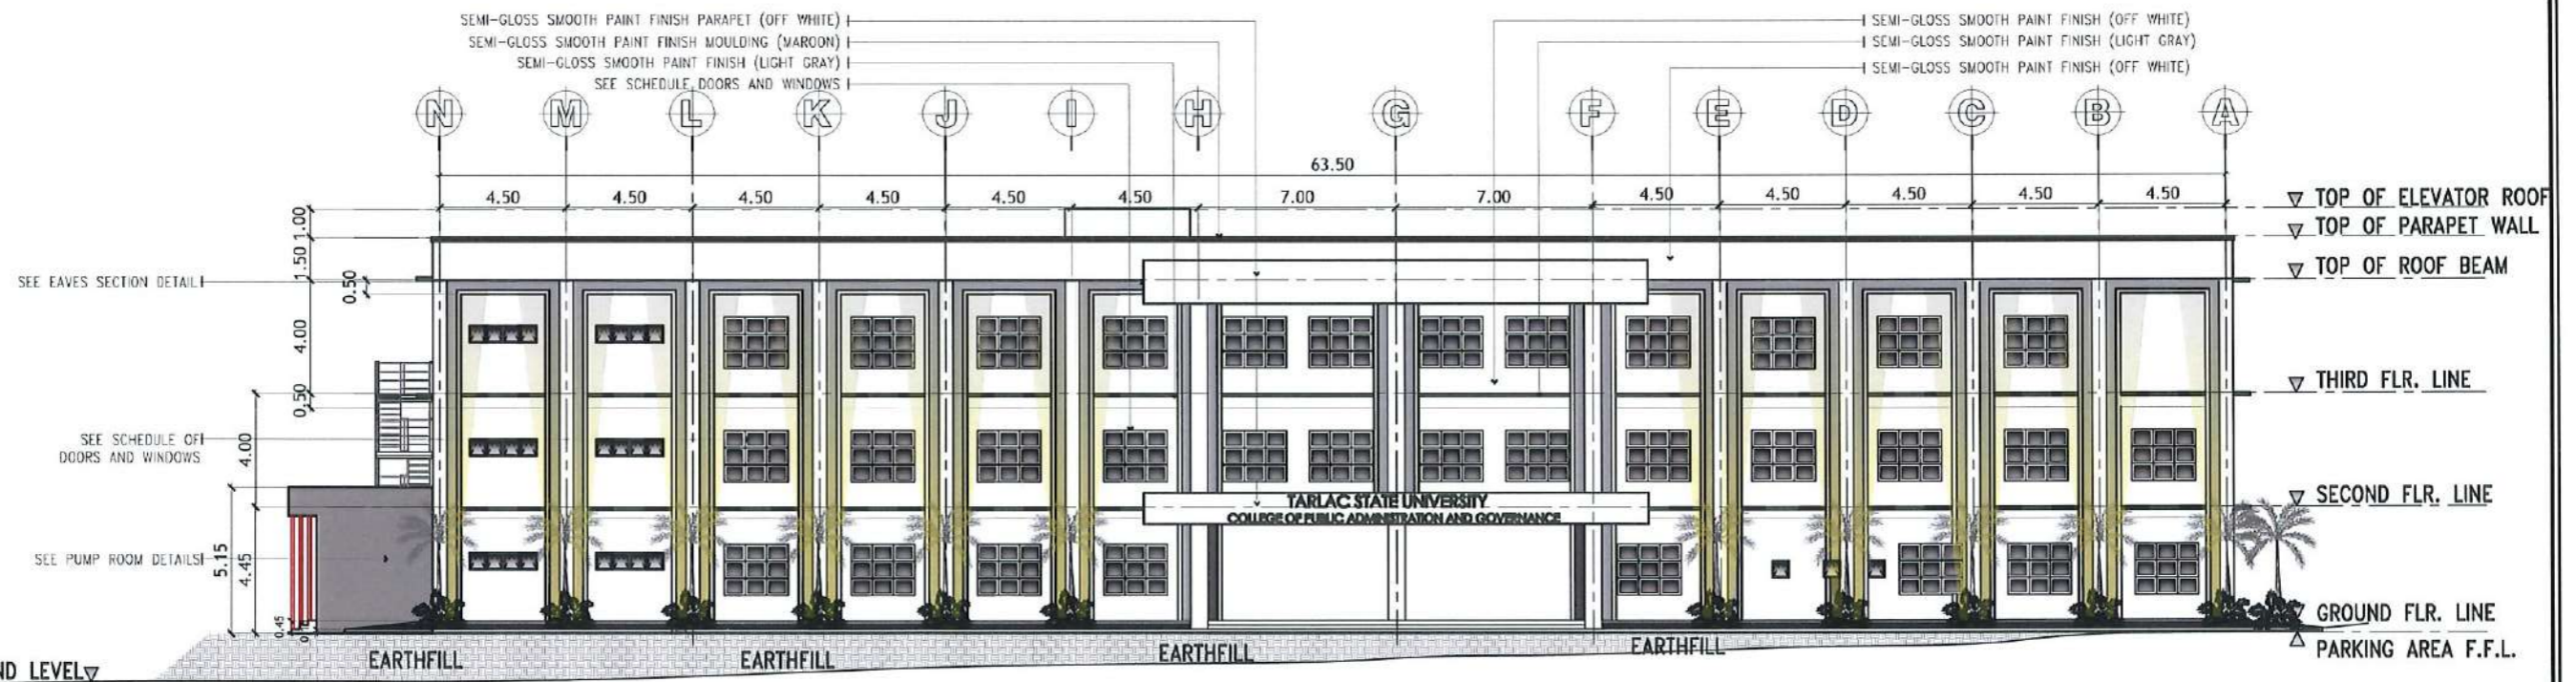 SEMI-GLOSS SMOOTH PAINT FINISH PARAPET (OFF WHITE)
SEMI-GLOSS SMOOTH PAINT FINISH MOULDING (MAROON)
SEMI-GLOSS SMOOTH PAINT FINISH (LIGHT GRAY)
SEE SCHEDULE DOORS AND WINDOWS
SEMI-GLOSS SMOOTH PAINT FINISH (OFF WHITE)
SEMI-GLOSS SMOOTH PAINT FINISH (LIGHT GRAY)
SEMI-GLOSS SMOOTH PAINT FINISH (OFF WHITE)
N M L K J I H G F E D C B A
63.50
4.50 4.50 4.50 4.50 4.50 4.50 7.00 7.00 4.50 4.50 4.50 4.50 4.50
TOP OF ELEVATOR ROOF
TOP OF PARAPET WALL
TOP OF ROOF BEAM
THIRD FLR. LINE
SECOND FLR. LINE
GROUND FLR. LINE
PARKING AREA F.F.L.
1.00
1.50
0.50
4.00
0.50
4.00
5.15
4.45
0.45
SEE EAVES SECTION DETAIL
SEE SCHEDULE OF
DOORS AND WINDOWS
SEE PUMP ROOM DETAILS
TARLAC STATE UNIVERSITY
COLLEGE OF PUBLIC ADMINISTRATION AND GOVERNANCE
EARTHFILL EARTHFILL EARTHFILL EARTHFILL
ND LEVEL